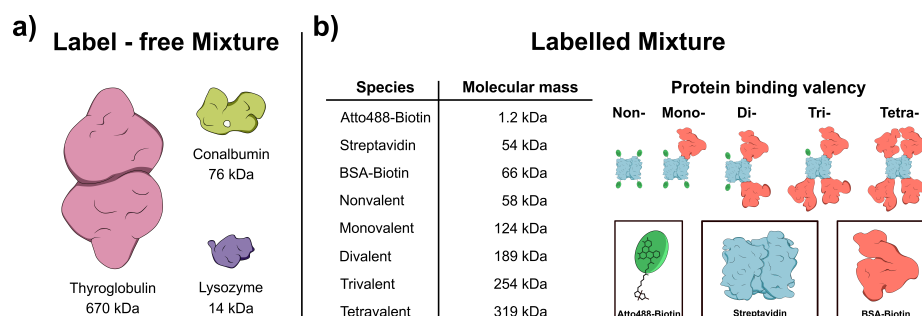 a)
Label - free Mixture
Conalbumin
76 kDa
Thyroglobulin
670 kDa
Lysozyme
14 kDa
b)
Labelled Mixture
Species Molecular mass
Atto488-Biotin 1.2 kDa
Streptavidin 54 kDa
BSA-Biotin 66 kDa
Nonvalent 58 kDa
Monovalent 124 kDa
Divalent 189 kDa
Trivalent 254 kDa
Tetravalent 319 kDa
Protein binding valency
Non- Mono- Di- Tri- Tetra-
Atto488-Biotin Streptavidin BSA-Biotin